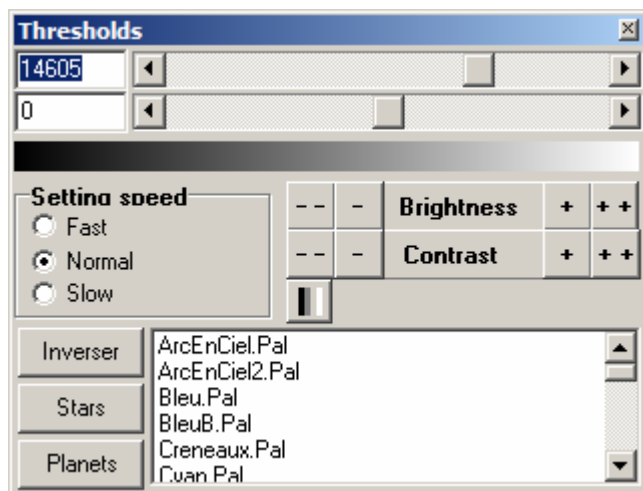 Thresholds
14605
0
Setting speed
Fast
Normal
Slow
- - - Brightness + + +
- - - Contrast + + +
Inverser
Stars
Planets
ArcEnCiel.Pal
ArcEnCiel2.Pal
Bleu.Pal
BleuB.Pal
Creneaux.Pal
Cyan.Pal